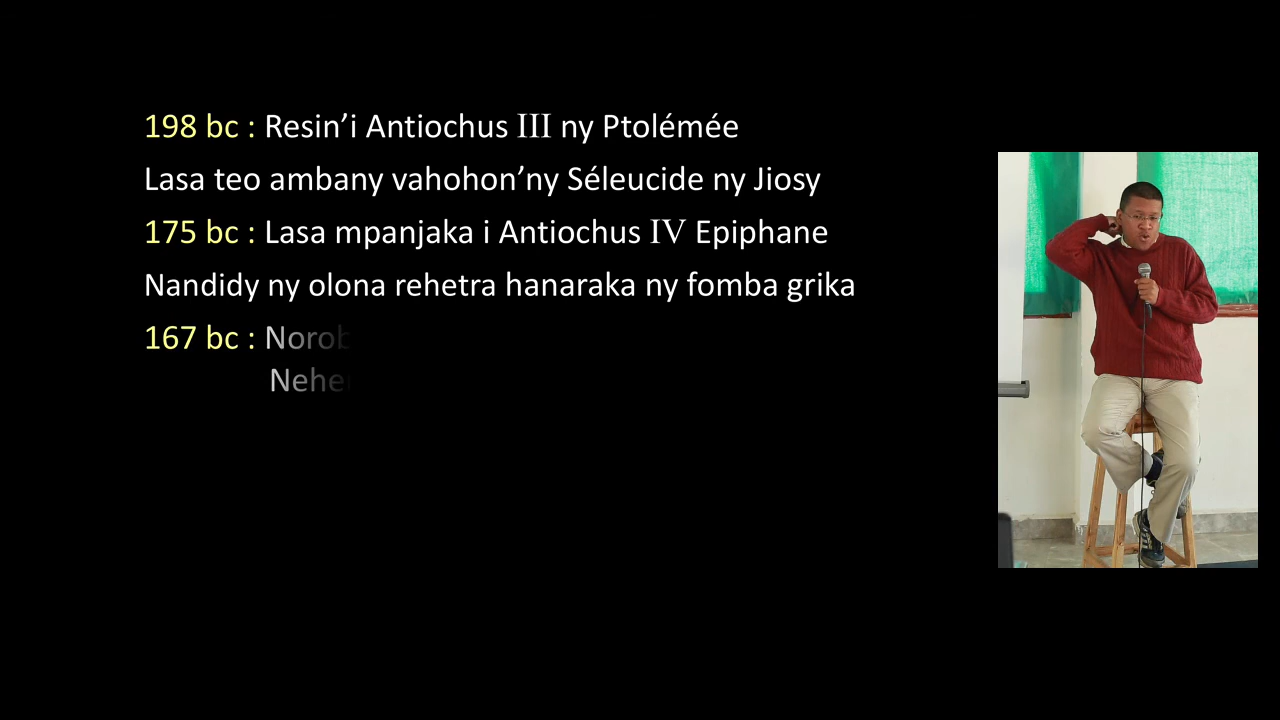 198 bc : Resin’i Antiochus III ny Ptolémée
Lasa teo ambany vahohon’ny Séleucide ny Jiosy
175 bc : Lasa mpanjaka i Antiochus IV Epiphane
Nandidy ny olona rehetra hanaraka ny fomba grika
167 bc :